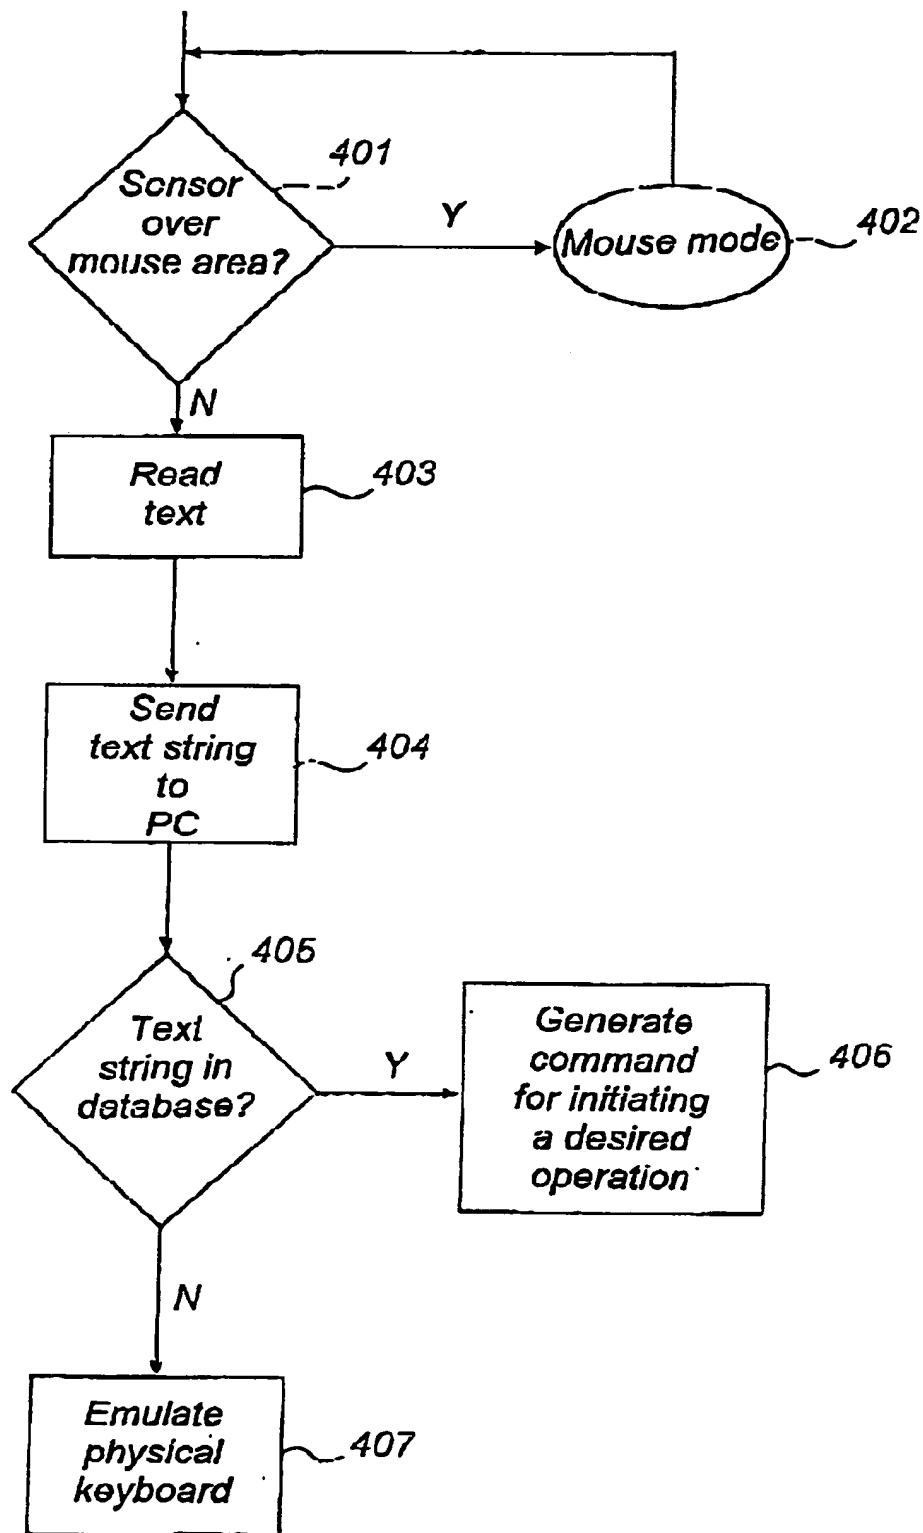 401
Sensor
over
mouse area?
Y
Mouse mode
402
N
Read
text
403
Send
text string
to
PC
404
405
Text
string in
database?
Y
Generate
command
for initiating
a desired
operation
406
N
Emulate
physical
keyboard
407